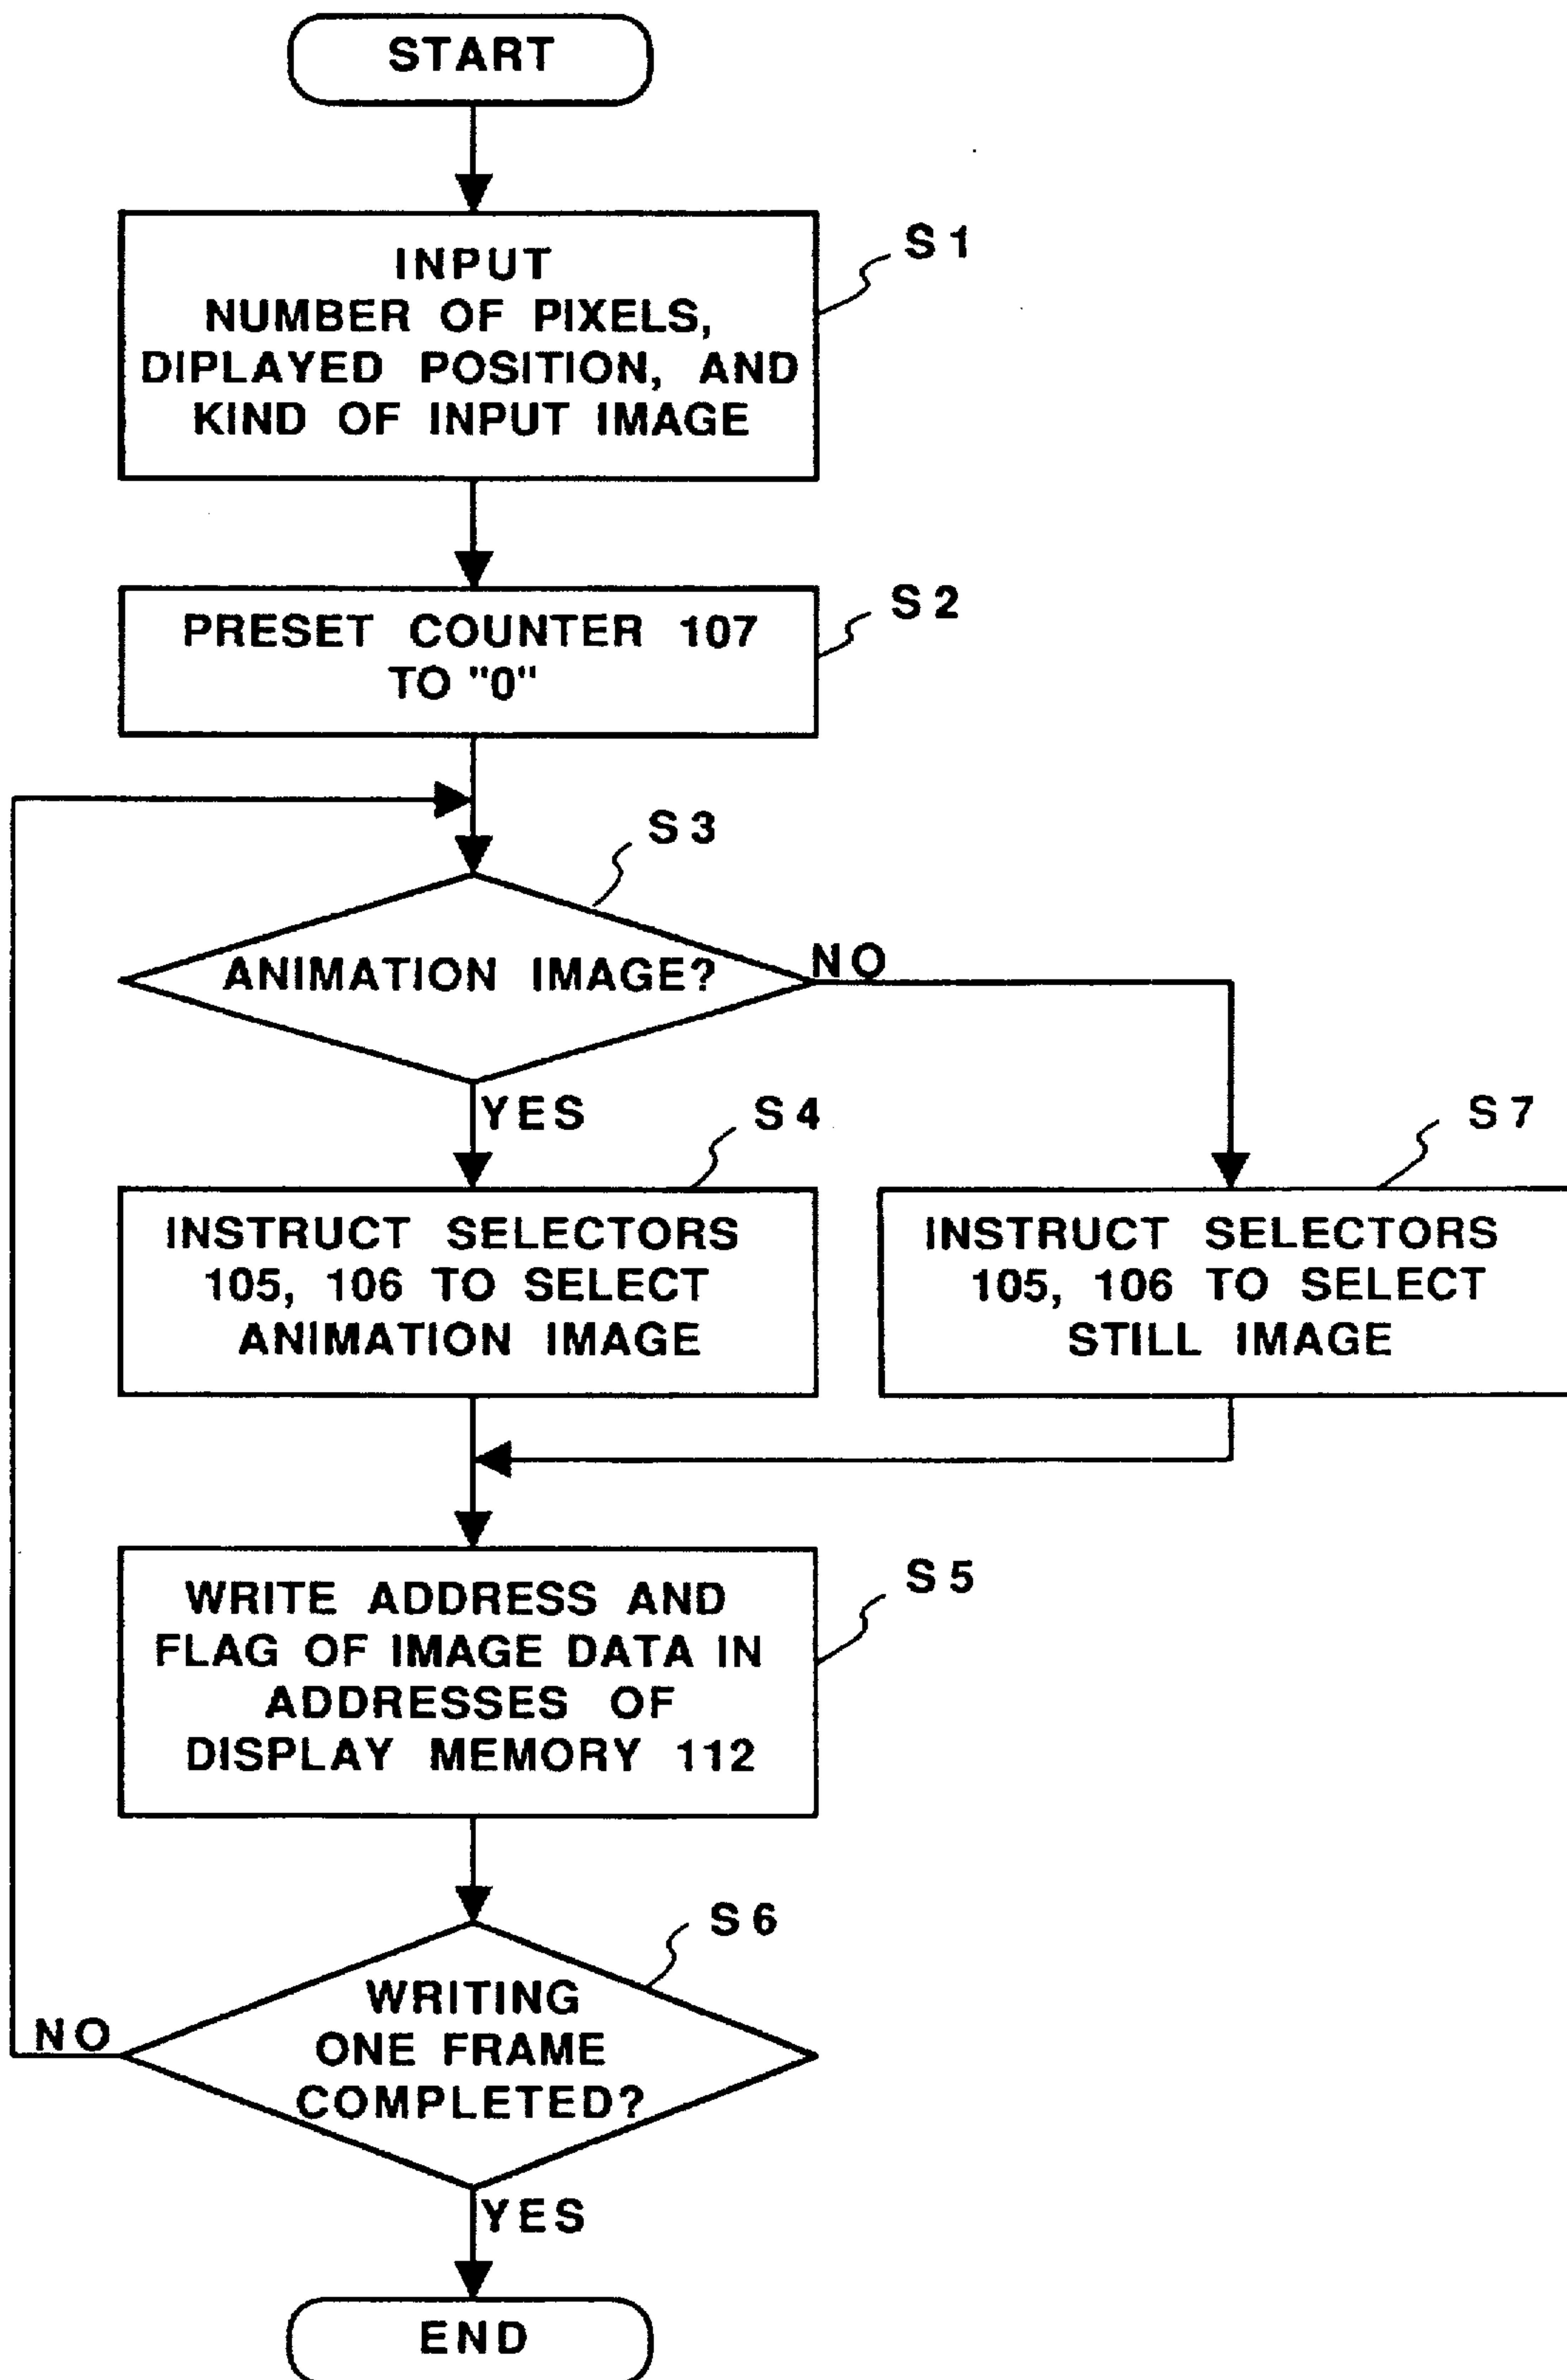 START
S1
INPUT
NUMBER OF PIXELS,
DIPLAYED POSITION, AND
KIND OF INPUT IMAGE
S2
PRESET COUNTER 107
TO "0"
S3
ANIMATION IMAGE?
NO
YES
S4
INSTRUCT SELECTORS
105, 106 TO SELECT
ANIMATION IMAGE
S7
INSTRUCT SELECTORS
105, 106 TO SELECT
STILL IMAGE
S5
WRITE ADDRESS AND
FLAG OF IMAGE DATA IN
ADDRESSES OF
DISPLAY MEMORY 112
S6
WRITING
ONE FRAME
COMPLETED?
NO
YES
END